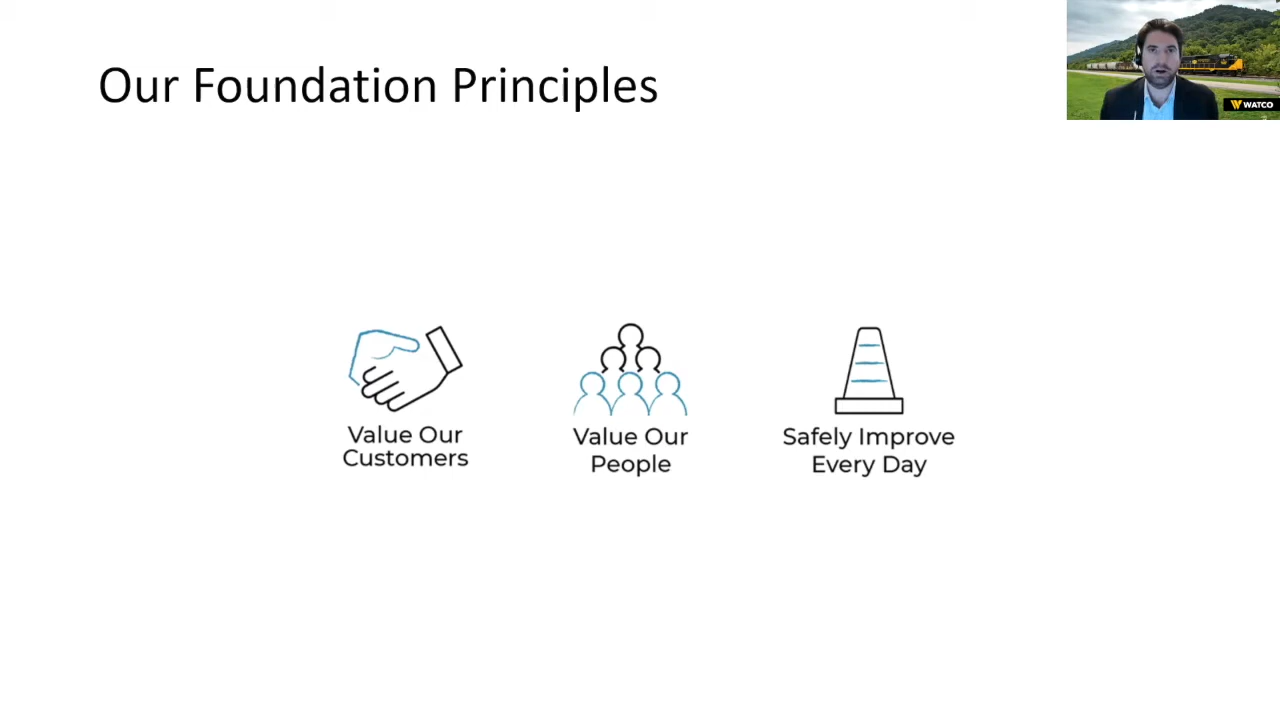 Our Foundation Principles
WATCO
Value Our
Customers
Value Our
People
Safely Improve
Every Day